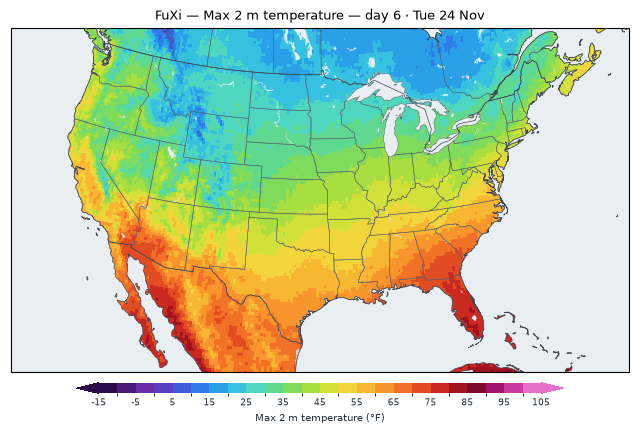 FuXi — Max 2 m temperature — day 6 · Tue 24 Nov
-15 -5 5 15 25 35 45 55 65 75 85 95 105
Max 2 m temperature (°F)